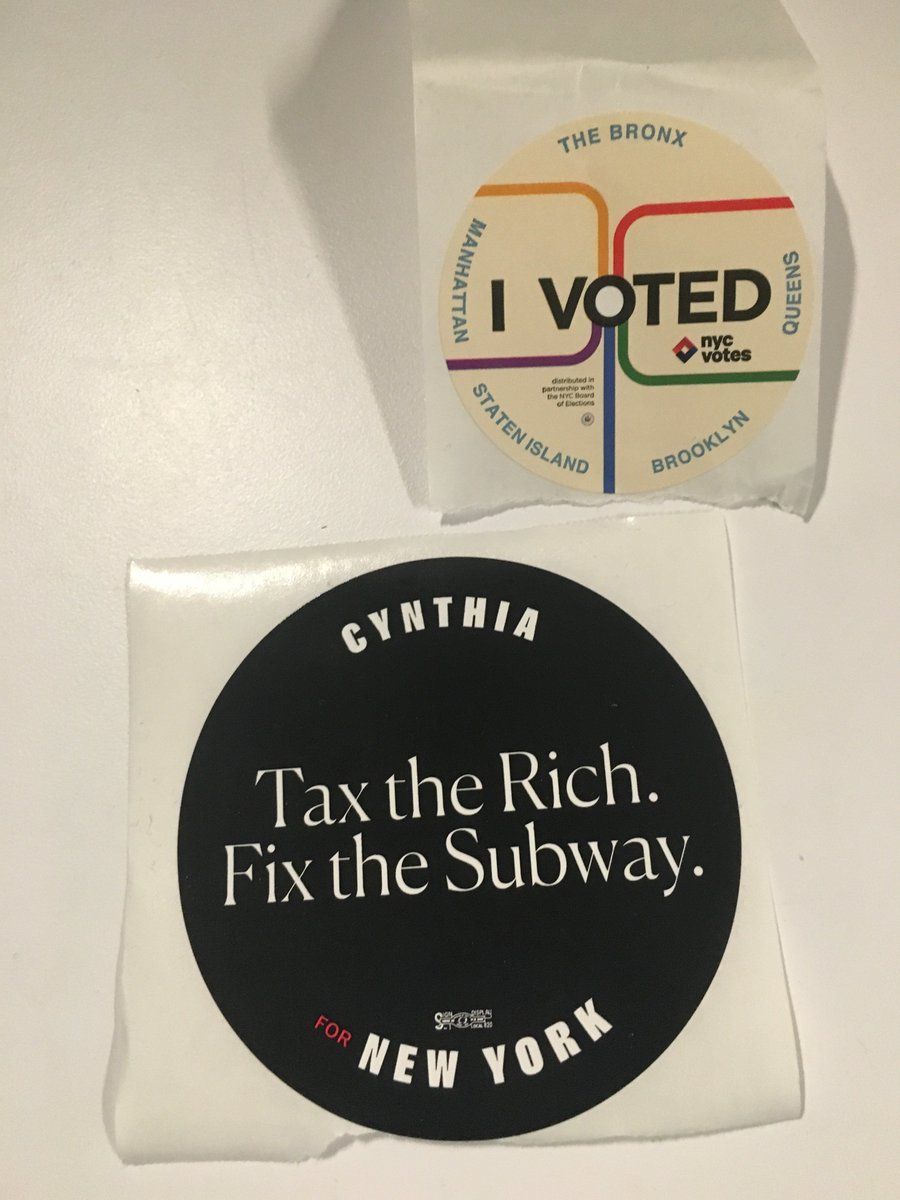 THE BRONX
MANHATTAN
QUEENS
I VOTED
nyc
votes
distributed in
partnership with
the NYC Board
of Elections
STATEN ISLAND
BROOKLYN
CYNTHIA
Tax the Rich.
Fix the Subway.
FOR NEW YORK